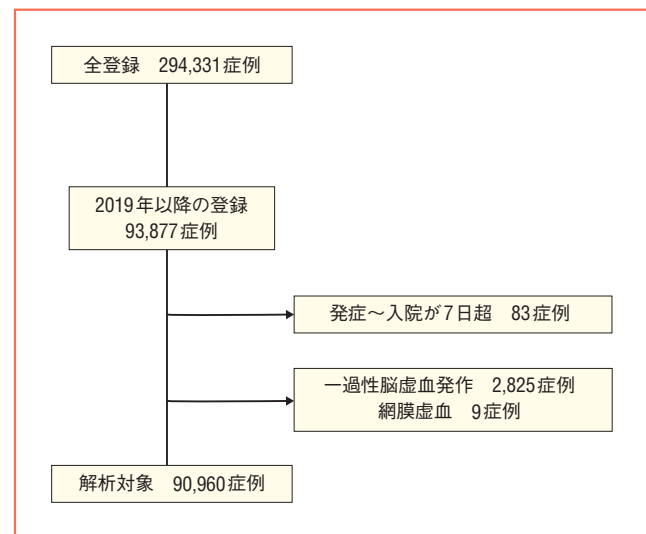 全登録　294,331症例
2019年以降の登録
93,877症例
発症～入院が7日超　83症例
一過性脳虚血発作　2,825症例
網膜虚血　9症例
解析対象　90,960症例